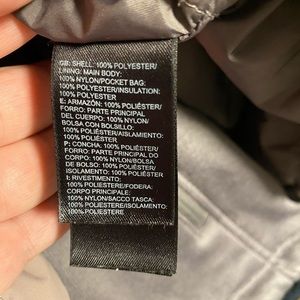 GB: SHELL: 100% POLYESTER/
LINING: MAIN BODY:
100% NYLON/POCKET BAG:
100% POLYESTER/INSULATION:
100% POLYESTER
E: ARMAZÓN: 100% POLIÉSTER/
FORRO: PARTE PRINCIPAL
DEL CUERPO: 100% NYLON/
BOLSA CON BOLSILLO:
100% POLIÉSTER/AISLAMIENTO:
100% POLIÉSTER
P: CONCHA: 100% POLIÉSTER/
FORRO: PARTE PRINCIPAL DO
CORPO: 100% NYLON/BOLSA
DE BOLSO: 100% POLIÉSTER/
ISOLAMENTO: 100% POLIÉSTER
I: RIVESTIMENTO:
100% POLIESTERE/FODERA:
CORPO PRINCIPALE:
100% NYLON/SACCO TASCA:
100% POLIESTERE/ISOLAMENTO:
100% POLIESTERE